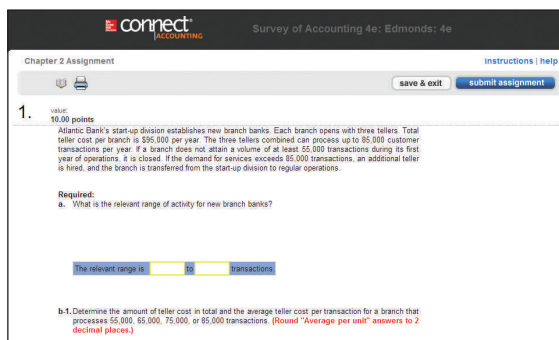 connect
ACCOUNTING
Survey of Accounting 4e: Edmonds: 4e
Chapter 2 Assignment
instructions | help
save & exit
submit assignment
1.
value:
10.00 points
Atlantic Bank's start-up division establishes new branch banks. Each branch opens with three tellers. Total
teller cost per branch is $95,000 per year. The three tellers combined can process up to 85,000 customer
transactions per year. If a branch does not attain a volume of at least 55,000 transactions during its first
year of operations, it is closed. If the demand for services exceeds 85,000 transactions, an additional teller
is hired, and the branch is transferred from the start-up division to regular operations.
Required:
a. What is the relevant range of activity for new branch banks?
The relevant range is to transactions
b-1. Determine the amount of teller cost in total and the average teller cost per transaction for a branch that
processes 55,000, 65,000, 75,000, or 85,000 transactions. (Round "Average per unit" answers to 2
decimal places.)